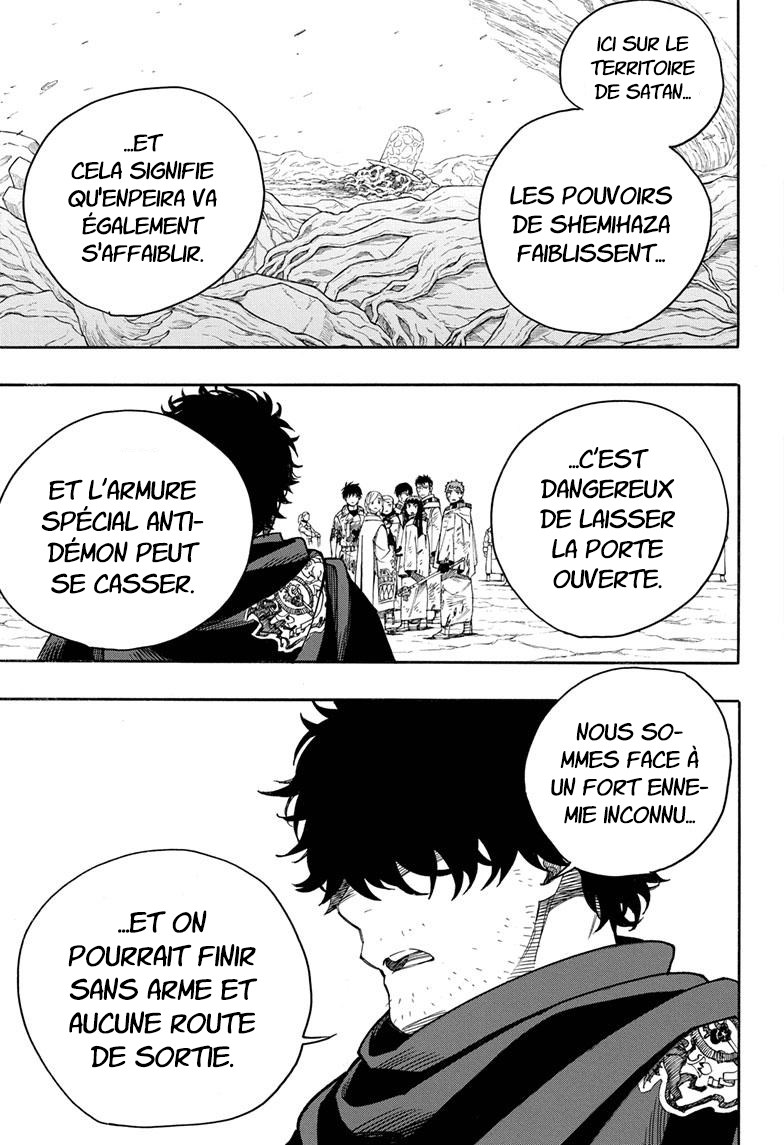 ICI SUR LE
TERRITOIRE
DE SATAN...
LES POUVOIRS
DE SHEMIHAZA
FAIBLISSENT...
...ET
CELA SIGNIFIE
QU'ENPEIRA VA
ÉGALEMENT
S'AFFAIBLIR.
...C'EST
DANGEREUX
DE LAISSER
LA PORTE
OUVERTE.
ET L'ARMURE
SPÉCIAL ANTI-
DÉMON PEUT
SE CASSER.
NOUS SO-
MMES FACE À
UN FORT ENNE-
MIE INCONNU...
...ET ON
POURRAIT FINIR
SANS ARME ET
AUCUNE ROUTE
DE SORTIE.